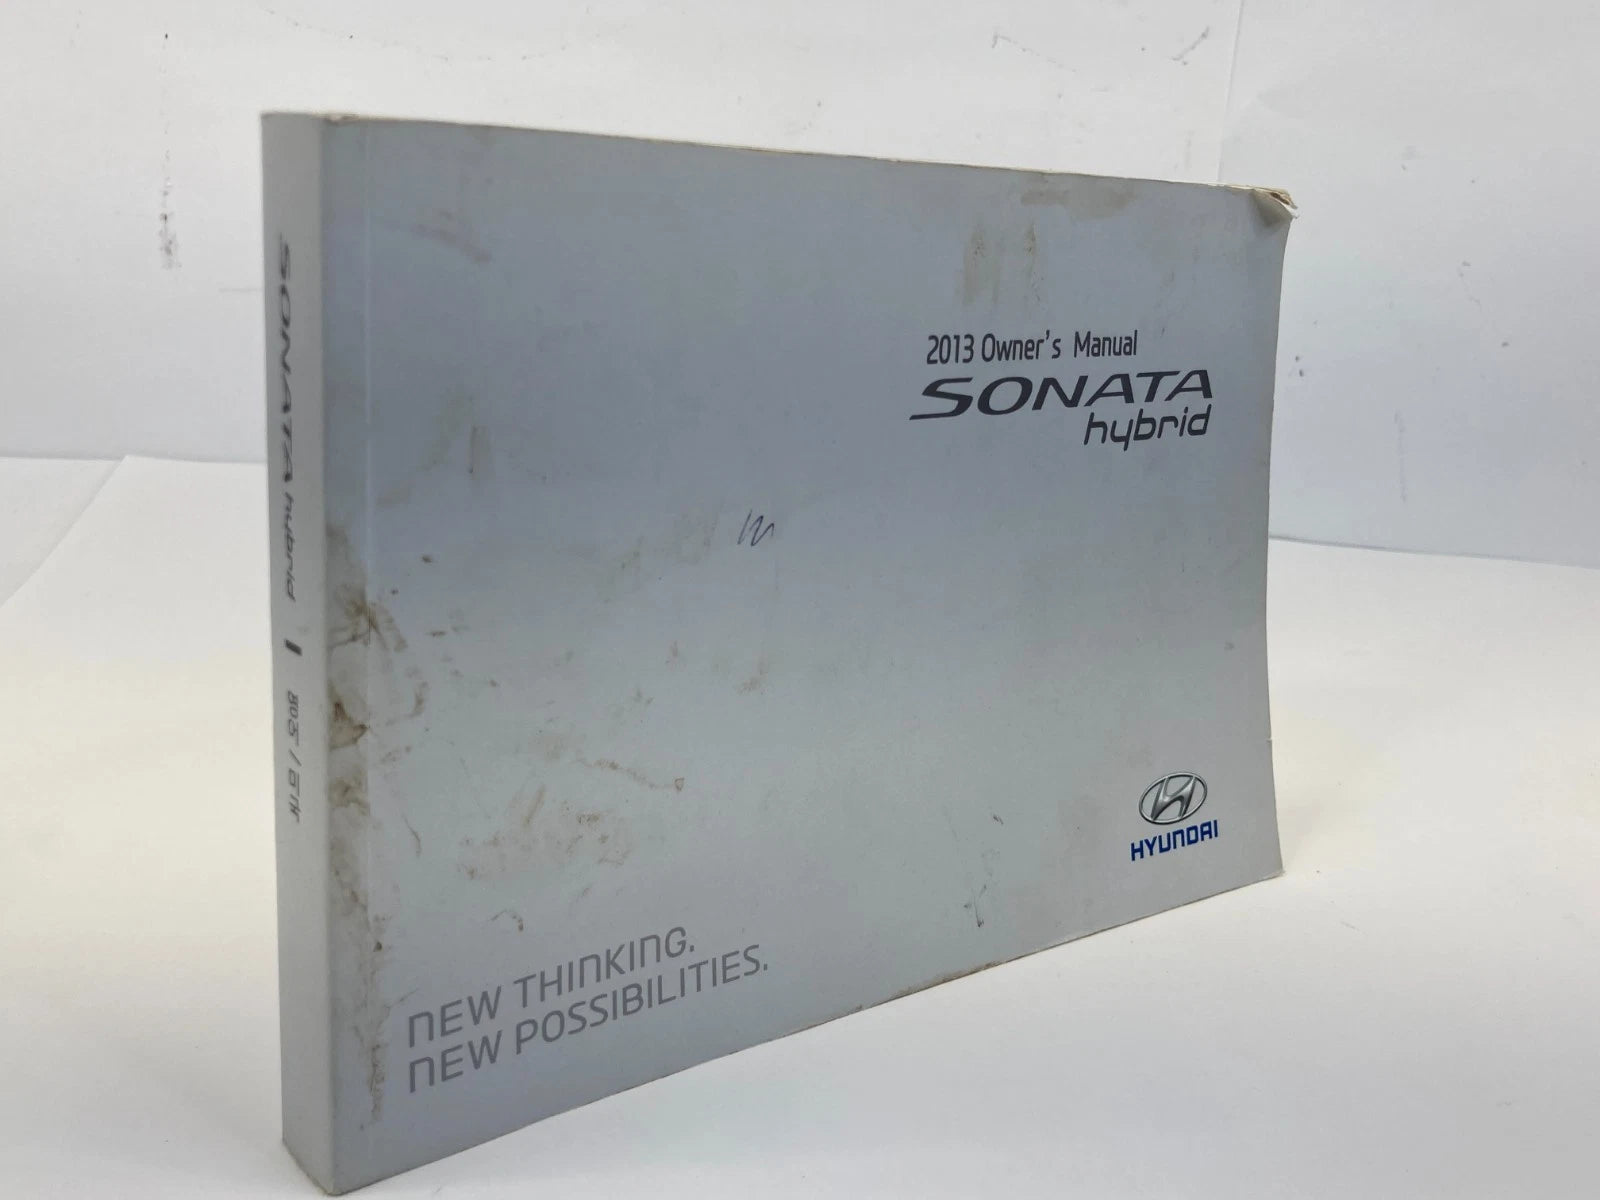 2013 Owner's Manual
SONATA
hybrid
HYUNDAI
NEW THINKING.
NEW POSSIBILITIES.
SONATA hybrid